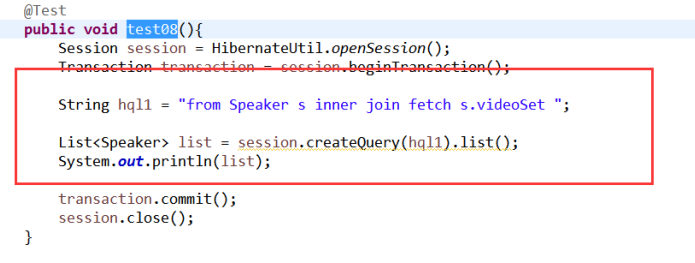 @Test
public void test08(){
Session session = HibernateUtil.openSession();
Transaction transaction = session.beginTransaction();
String hql1 = "from Speaker s inner join fetch s.videoSet ";
List<Speaker> list = session.createQuery(hql1).list();
System.out.println(list);
transaction.commit();
session.close();
}